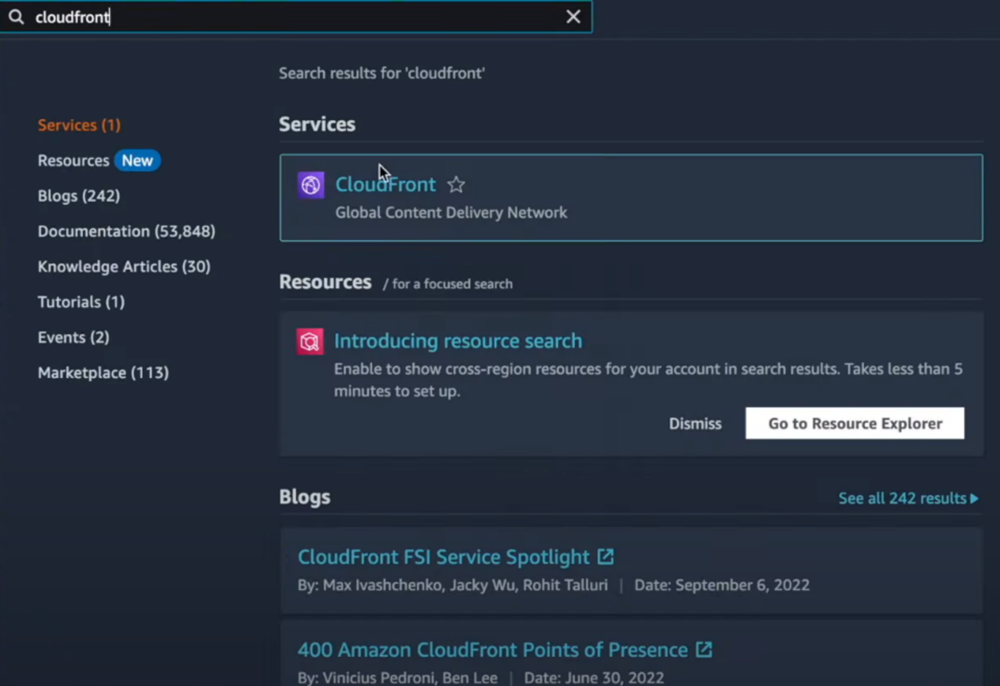 cloudfront
Search results for 'cloudfront'
Services (1)
Resources New
Blogs (242)
Documentation (53,848)
Knowledge Articles (30)
Tutorials (1)
Events (2)
Marketplace (113)
Services
CloudFront
Global Content Delivery Network
Resources / for a focused search
Introducing resource search
Enable to show cross-region resources for your account in search results. Takes less than 5
minutes to set up.
Dismiss
Go to Resource Explorer
Blogs
See all 242 results
CloudFront FSI Service Spotlight
By: Max Ivashchenko, Jacky Wu, Rohit Talluri | Date: September 6, 2022
400 Amazon CloudFront Points of Presence
By: Vinicius Pedroni, Ben Lee | Date: June 30, 2022